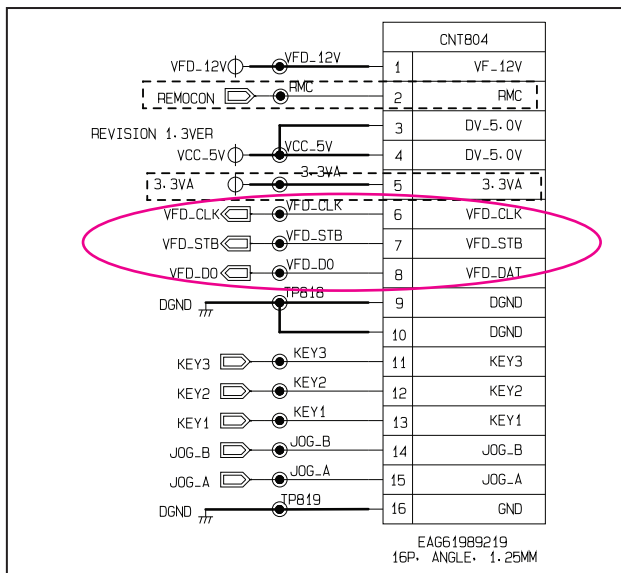 CNT804
VFD_12V VFD_12V 1 VF_12V
REMOCON RMC 2 RMC
3 DV_5.0V
REVISION 1.3VER
VCC_5V VCC_5V 4 DV_5.0V
3.3VA 3.3VA 5 3.3VA
VFD_CLK VFD_CLK 6 VFD_CLK
VFD_STB VFD_STB 7 VFD_STB
VFD_DO VFD_DO 8 VFD_DAT
DGND TP818 9 DGND
10 DGND
KEY3 KEY3 11 KEY3
KEY2 KEY2 12 KEY2
KEY1 KEY1 13 KEY1
JOG_B JOG_B 14 JOG_B
JOG_A JOG_A 15 JOG_A
DGND TP819 16 GND
EAG61989219
16P, ANGLE, 1.25MM